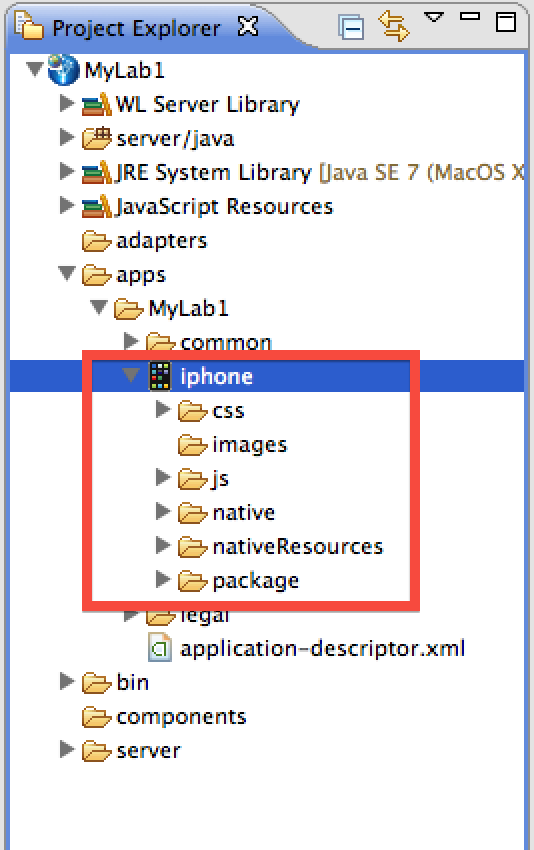 Project Explorer
MyLab1
WL Server Library
server/java
JRE System Library [Java SE 7 (MacOS X
JavaScript Resources
adapters
apps
MyLab1
common
iphone
css
images
js
native
nativeResources
package
legal
application-descriptor.xml
bin
components
server